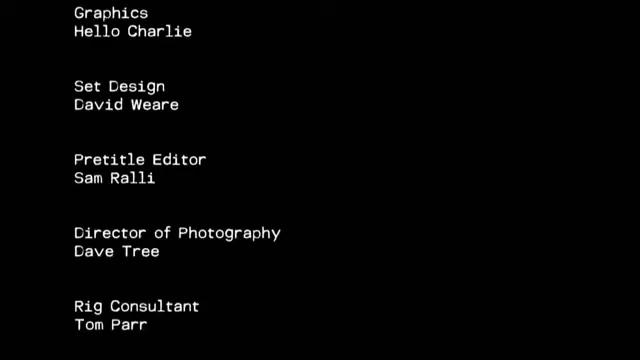 Graphics
Hello Charlie
Set Design
David Weare
Pretitle Editor
Sam Ralli
Director of Photography
Dave Tree
Rig Consultant
Tom Parr